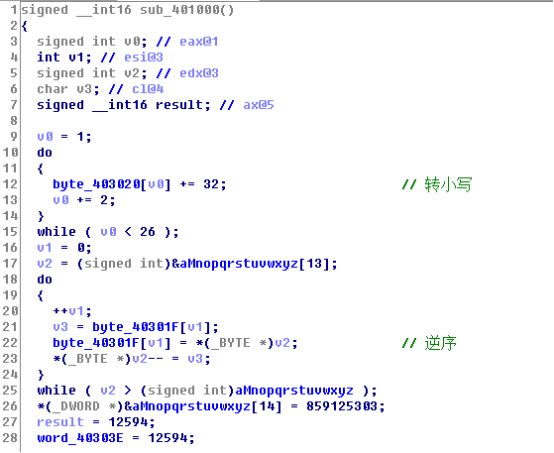 1 signed __int16 sub_401000()
2 {
3 signed int v0; // eax@1
4 int v1; // esi@3
5 signed int v2; // edx@3
6 char v3; // cl@4
7 signed __int16 result; // ax@5
8
9 v0 = 1;
10 do
11 {
12 byte_403020[v0] += 32; // 转小写
13 v0 += 2;
14 }
15 while ( v0 < 26 );
16 v1 = 0;
17 v2 = (signed int)&aMnopqrstuvwxyz[13];
18 do
19 {
20 ++v1;
21 v3 = byte_40301F[v1];
22 byte_40301F[v1] = *(_BYTE *)v2; // 逆序
23 *(_BYTE *)v2-- = v3;
24 }
25 while ( v2 > (signed int)aMnopqrstuvwxyz );
26 *(_DWORD *)&aMnopqrstuvwxyz[14] = 859125303;
27 result = 12594;
28 word_40303E = 12594;